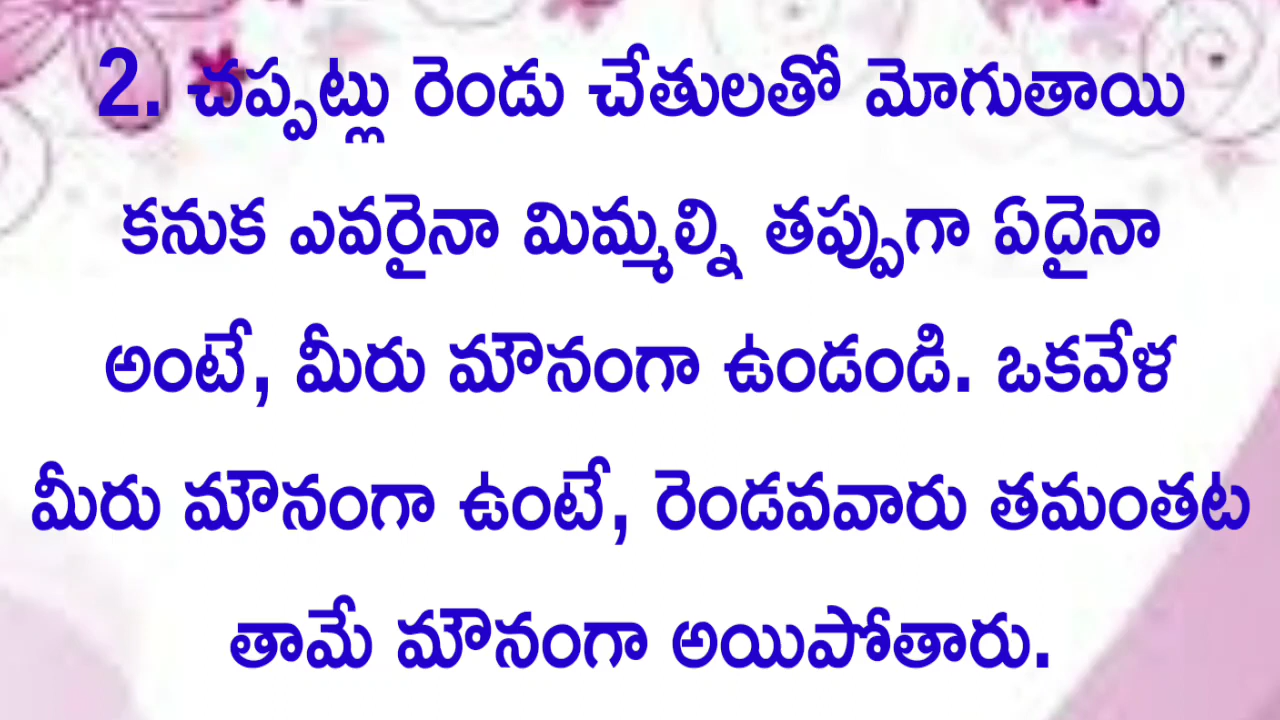 2. చప్పట్లు రెండు చేతులతో మోగుతాయి
కనుక ఎవరైనా మిమ్మల్ని తప్పుగా ఏదైనా
అంటే, మీరు మౌనంగా ఉండండి. ఒకవేళ
మీరు మౌనంగా ఉంటే, రెండవవారు తమంతట
తామే మౌనంగా అయిపోతారు.